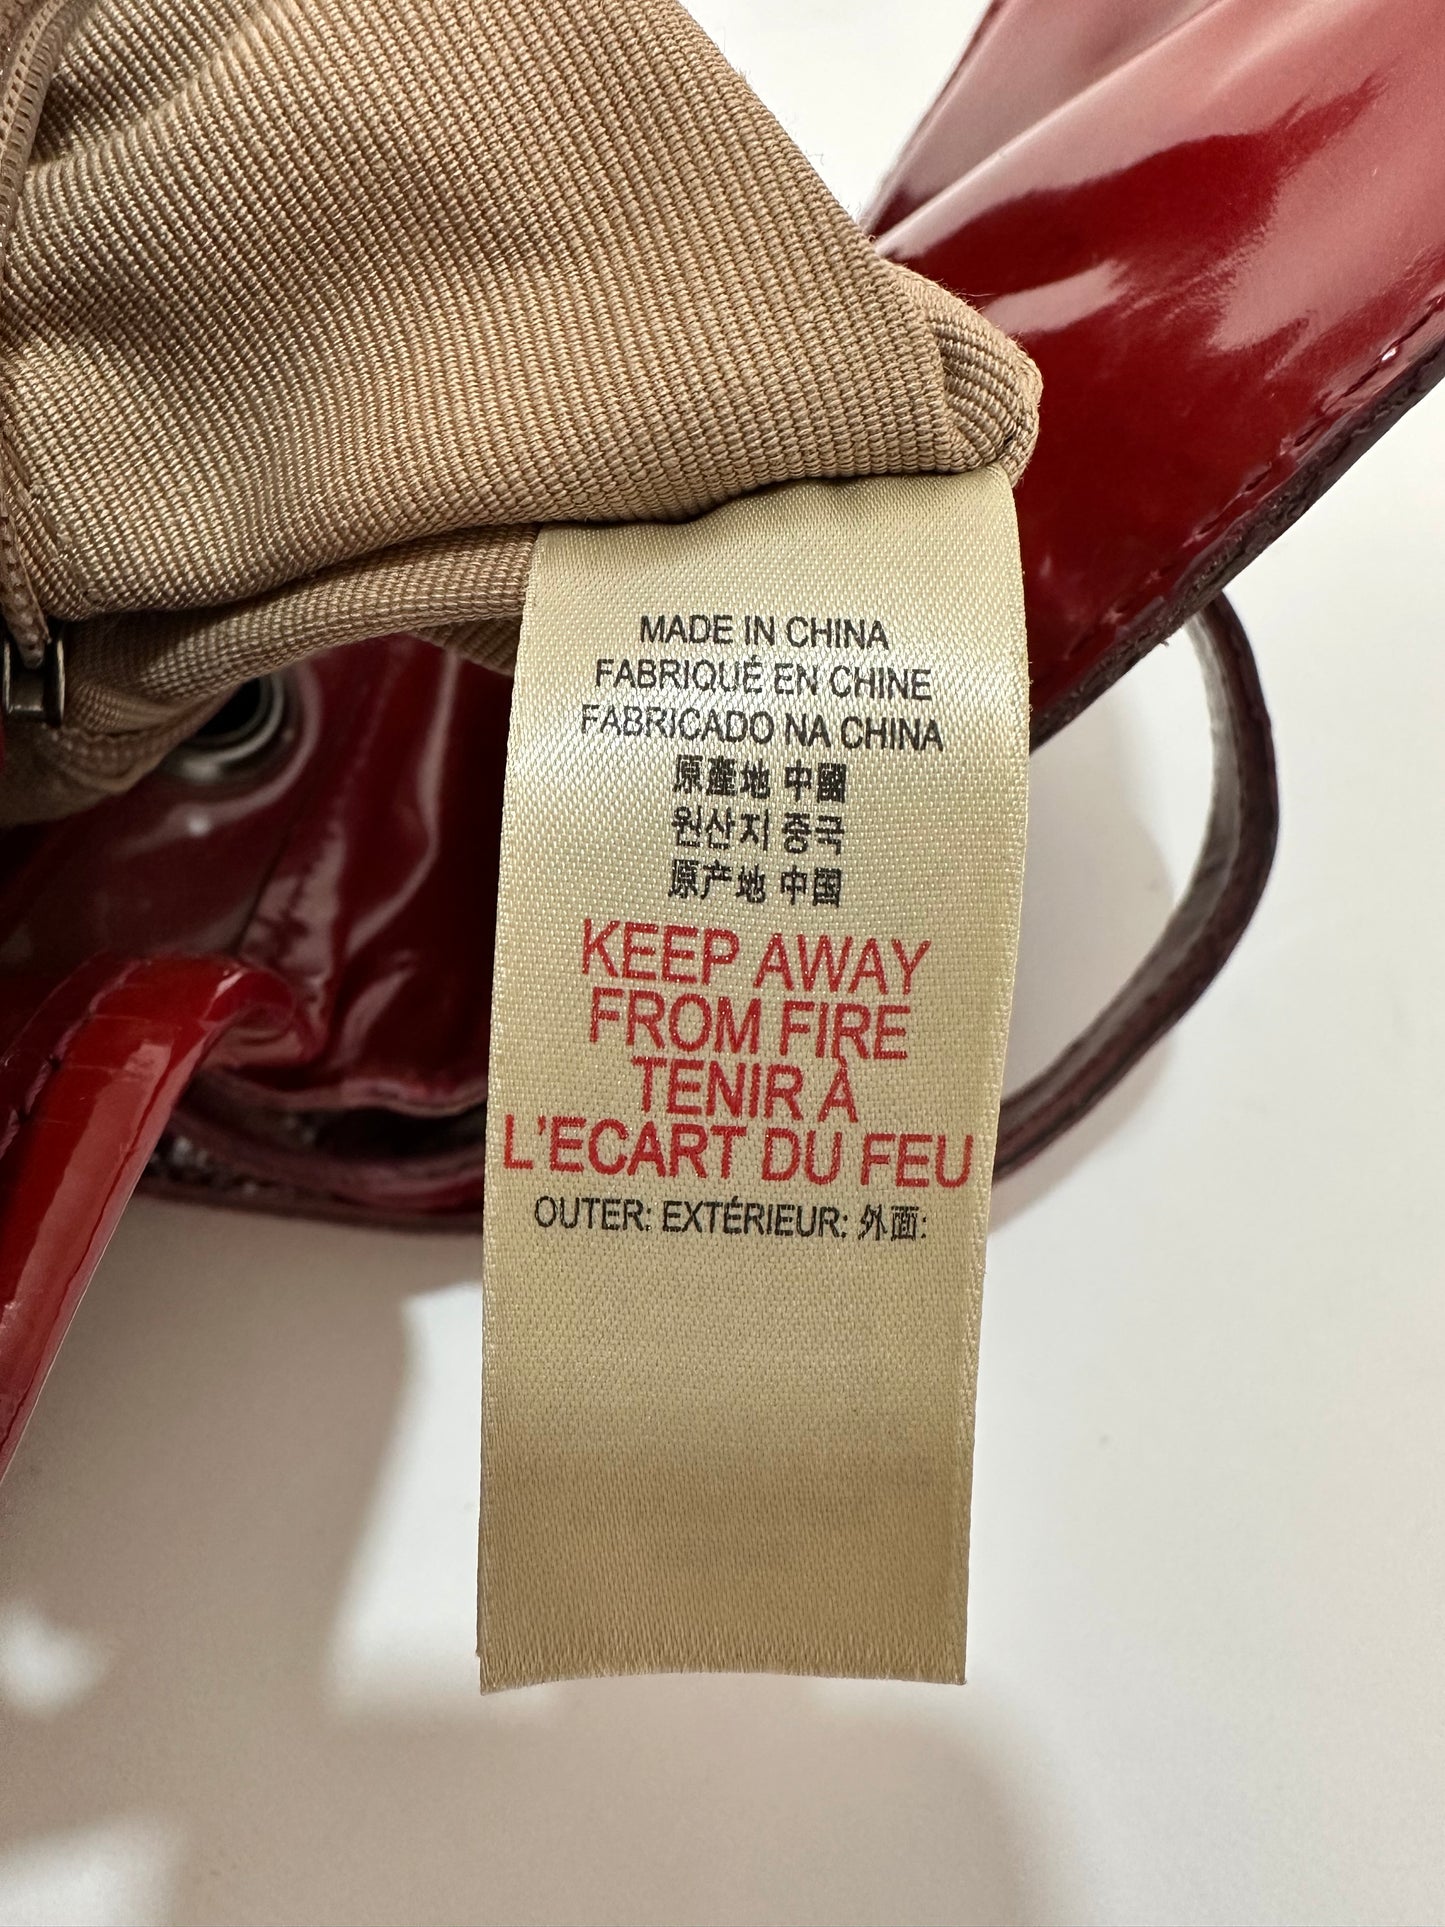 MADE IN CHINA
FABRIQUÉ EN CHINE
FABRICADO NA CHINA
原產地 中國
원산지 중국
原产地 中国
KEEP AWAY
FROM FIRE
TENIR À
L'ECART DU FEU
OUTER: EXTÉRIEUR: 外面: